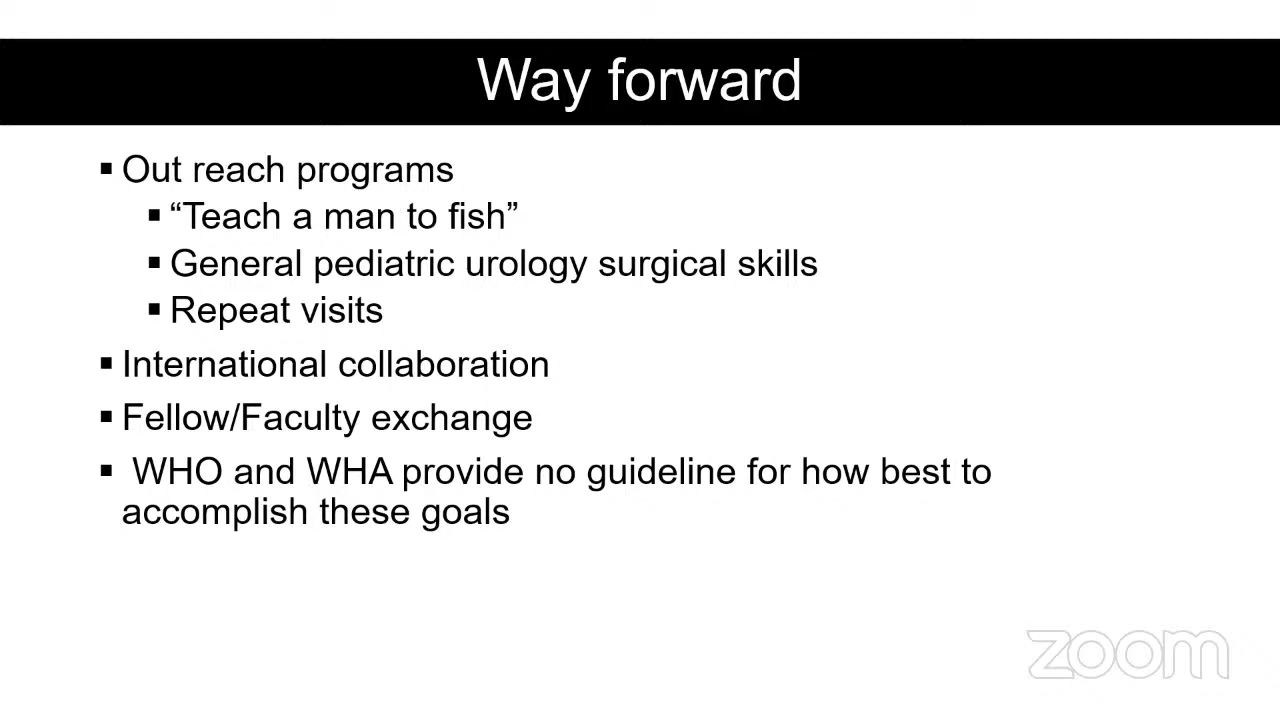 Way forward
▪ Out reach programs
▪ “Teach a man to fish”
▪ General pediatric urology surgical skills
▪ Repeat visits
▪ International collaboration
▪ Fellow/Faculty exchange
▪ WHO and WHA provide no guideline for how best to
accomplish these goals
zoom